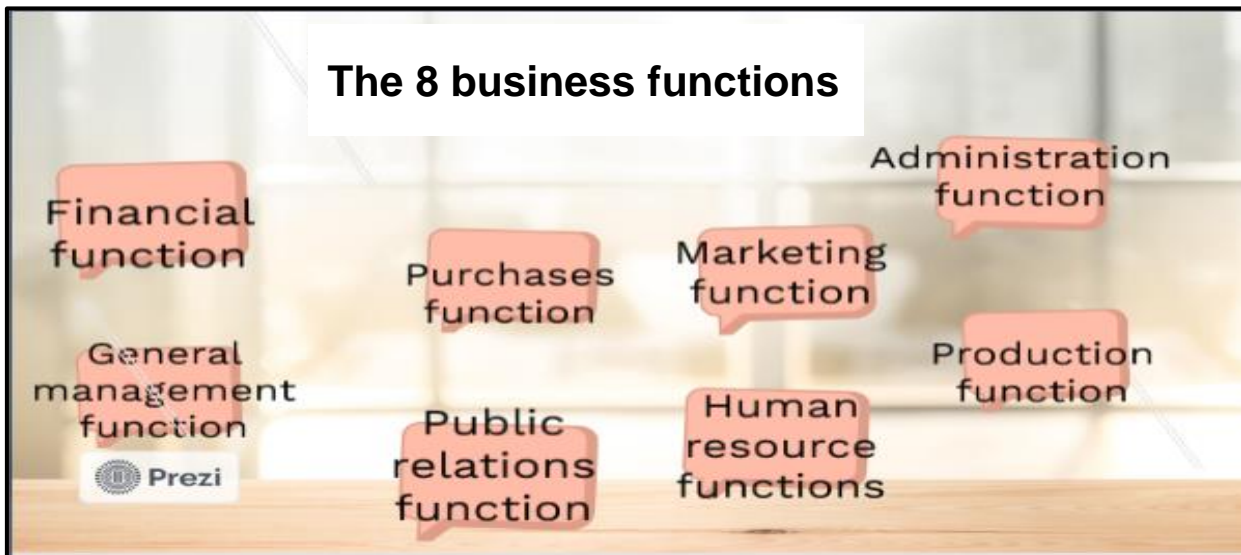 The 8 business functions
Financial
function
Purchases
function
Marketing
function
Administration
function
General
management
function
Public
relations
function
Human
resource
functions
Production
function
Prezi